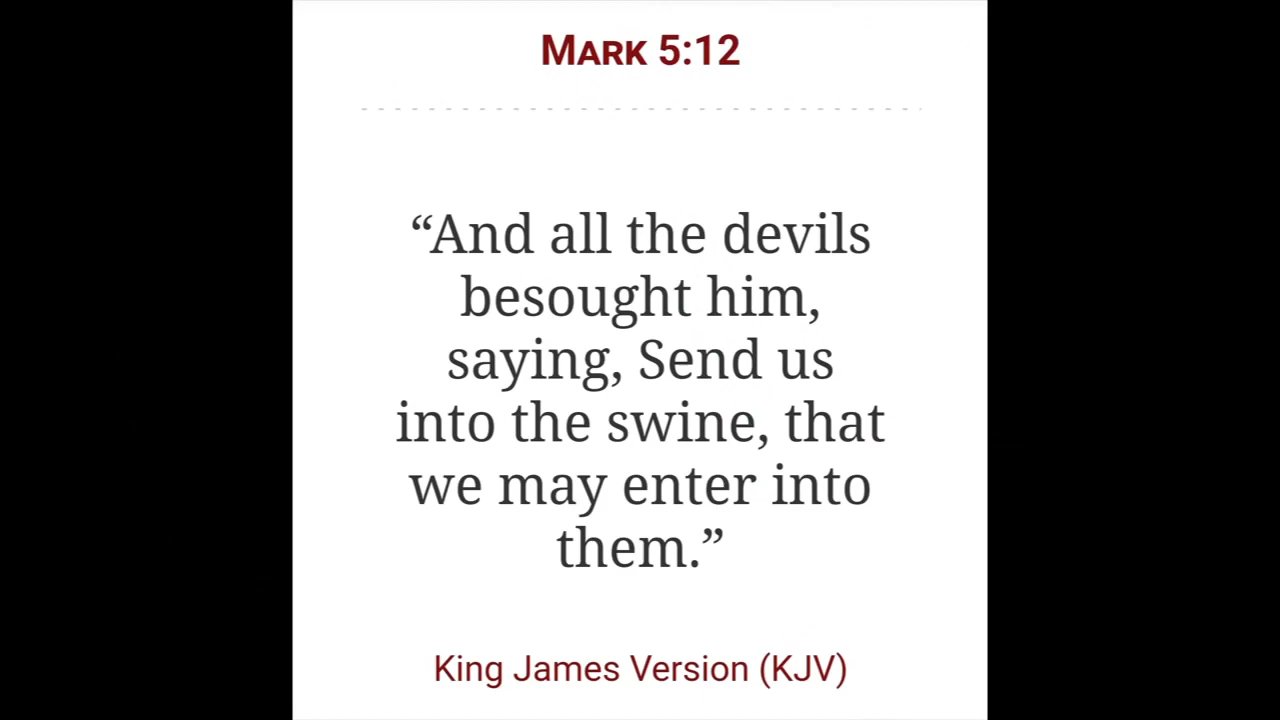 Mark 5:12
“And all the devils
besought him,
saying, Send us
into the swine, that
we may enter into
them.”
King James Version (KJV)